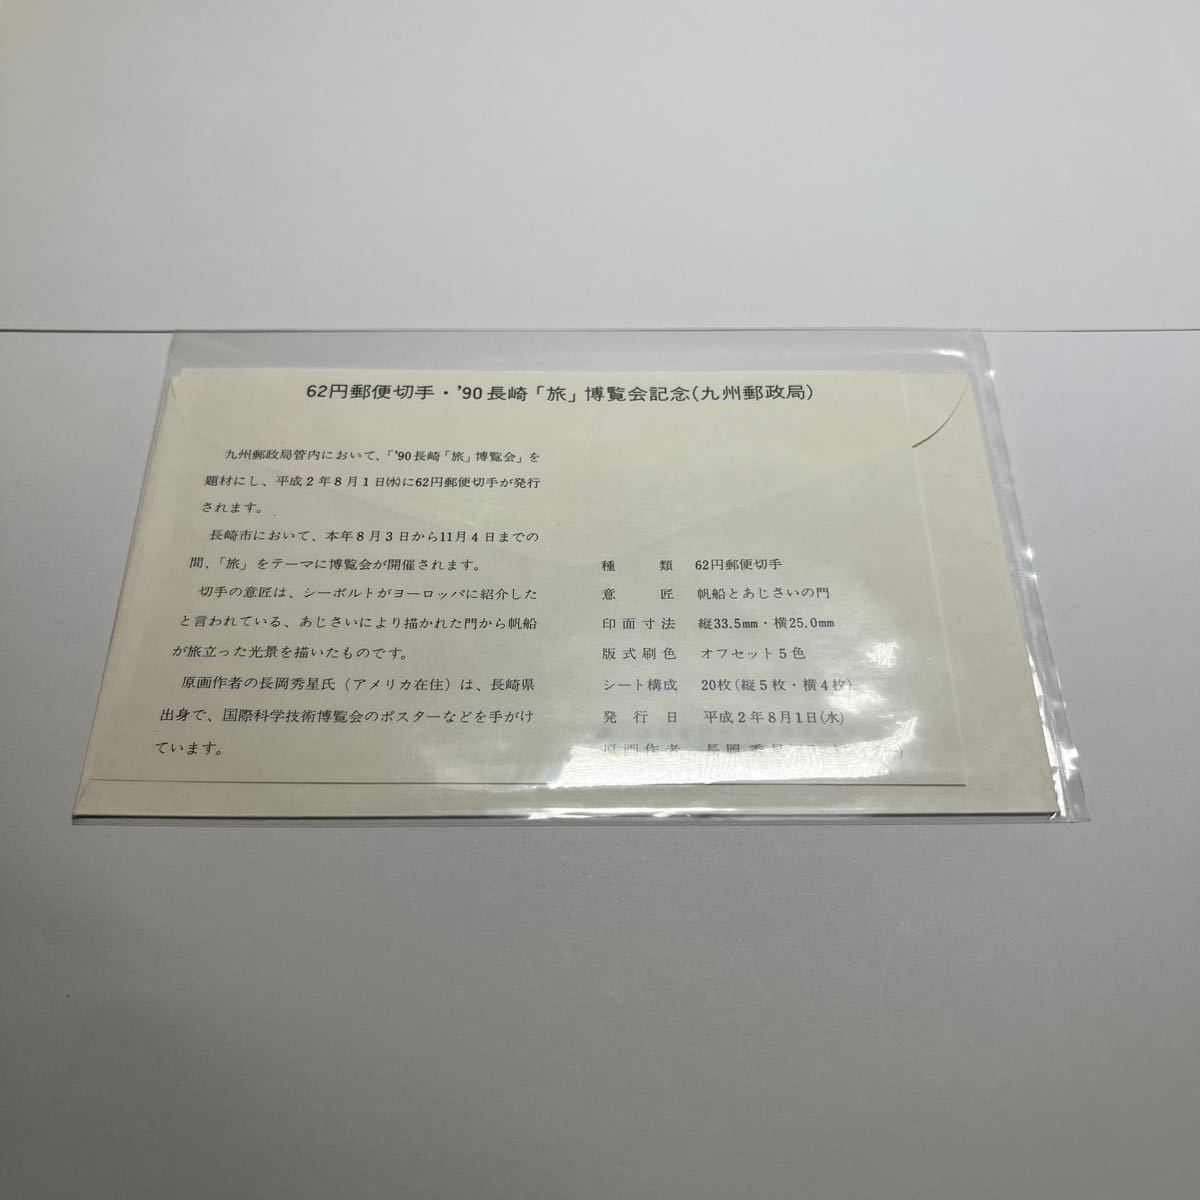 62円郵便切手・'90長崎「旅」博覧会記念(九州郵政局)
九州郵政局管内において、「'90長崎「旅」博覧会」を
題材にし、平成2年8月1日㈬に62円郵便切手が発行
されます。
長崎市において、本年8月3日から11月4日までの
間、「旅」をテーマに博覧会が開催されます。
切手の意匠は、シーボルトがヨーロッパに紹介した
と言われている、あじさいにより描かれた門から帆船
が旅立った光景を描いたものです。
原画作者の長岡秀星氏(アメリカ在住)は、長崎県
出身で、国際科学技術博覧会のポスターなどを手がけ
ています。
種類 62円郵便切手
意匠 帆船とあじさいの門
印面寸法 縦33.5mm・横25.0mm
版式刷色 オフセット5色
シート構成 20枚(縦5枚・横4枚)
発行日 平成2年8月1日(水)
原画作者 長岡秀星